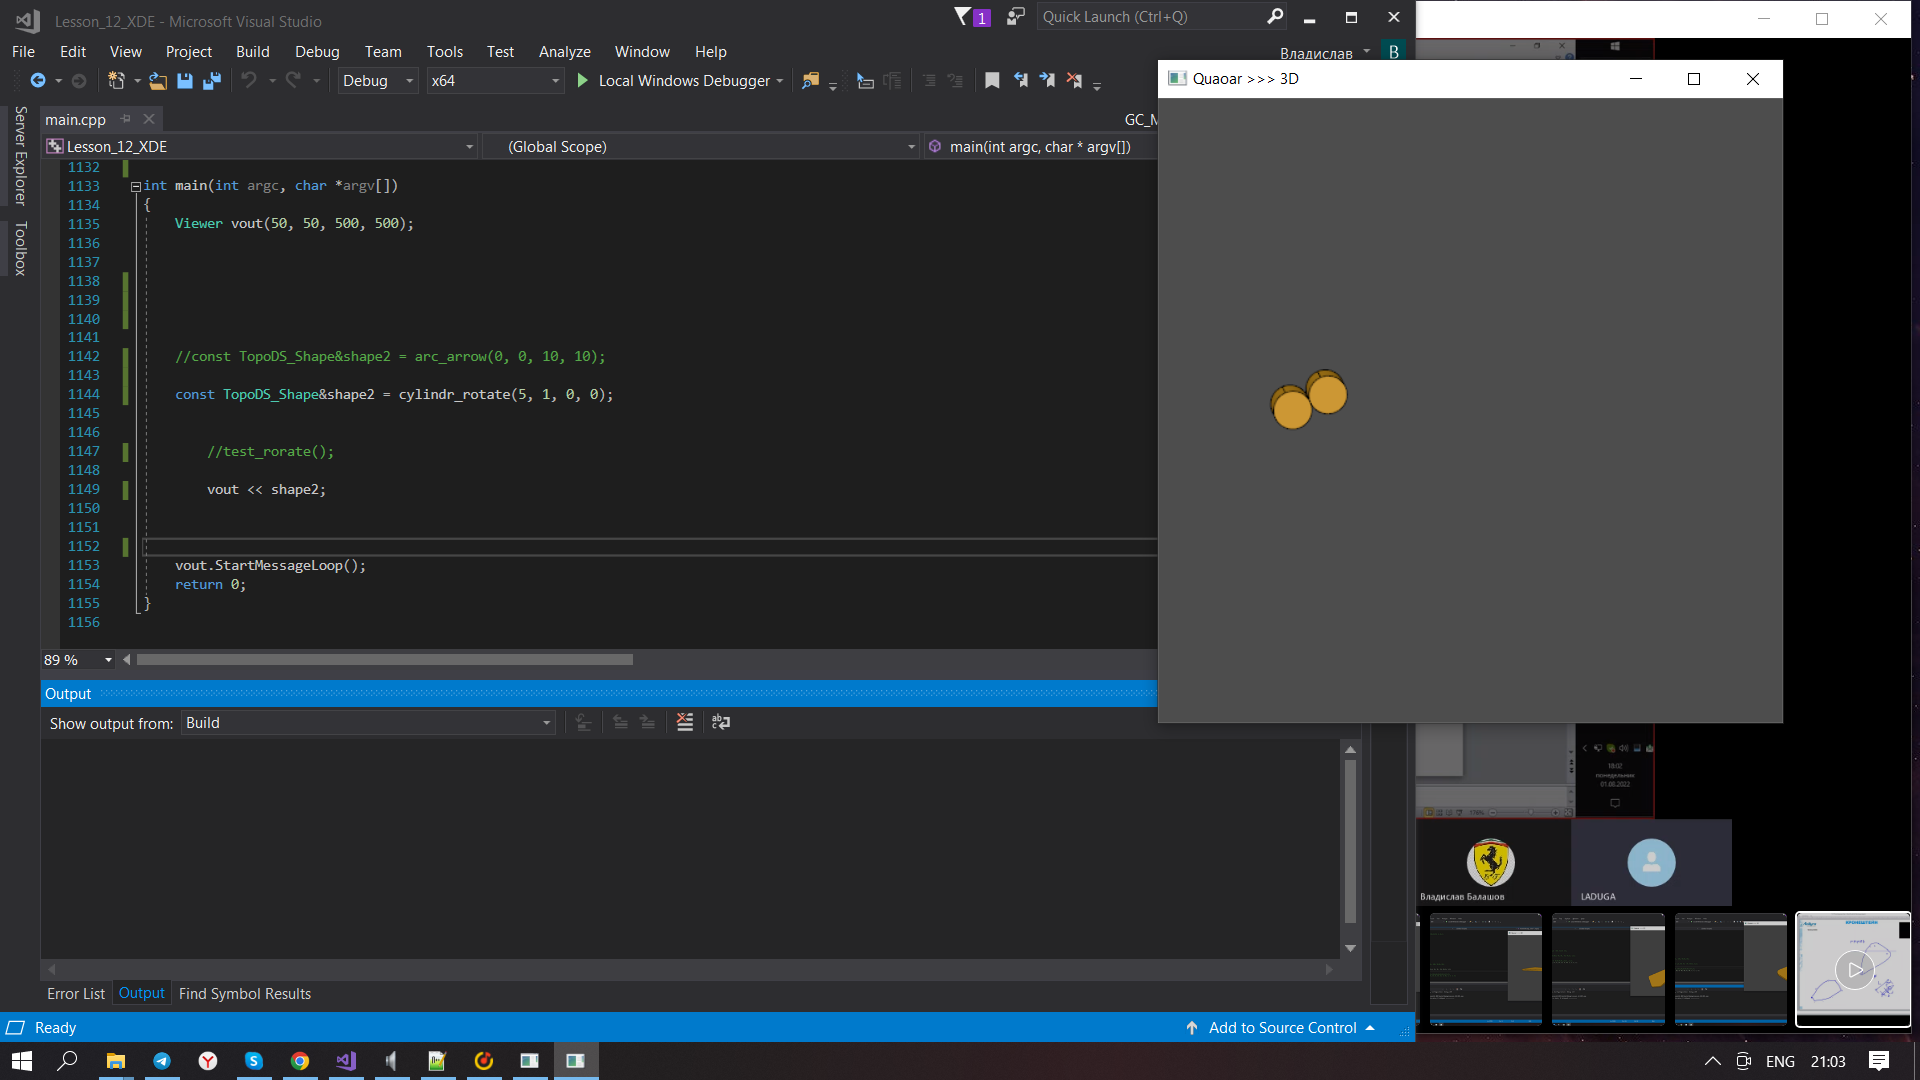 Lesson_12_XDE - Microsoft Visual Studio
1
Quick Launch (Ctrl+Q)
File Edit View Project Build Debug Team Tools Test Analyze Window Help
Владислав
В
Debug
x64
Local Windows Debugger
Server Explorer
Toolbox
main.cpp
Lesson_12_XDE
(Global Scope)
main(int argc, char * argv[])
1132
1133 int main(int argc, char *argv[])
1134 {
1135 Viewer vout(50, 50, 500, 500);
1136
1137
1138
1139
1140
1141
1142 //const TopoDS_Shape&shape2 = arc_arrow(0, 0, 10, 10);
1143
1144 const TopoDS_Shape&shape2 = cylindr_rotate(5, 1, 0, 0);
1145
1146
1147 //test_rorate();
1148
1149 vout << shape2;
1150
1151
1152
1153 vout.StartMessageLoop();
1154 return 0;
1155 }
1156
89 %
Output
Show output from: Build
Error List Output Find Symbol Results
Ready
Add to Source Control
Quaoar >>> 3D
18:02
понедельник
01.08.2022
Владислав Балашов
LADUGA
ENG 21:03